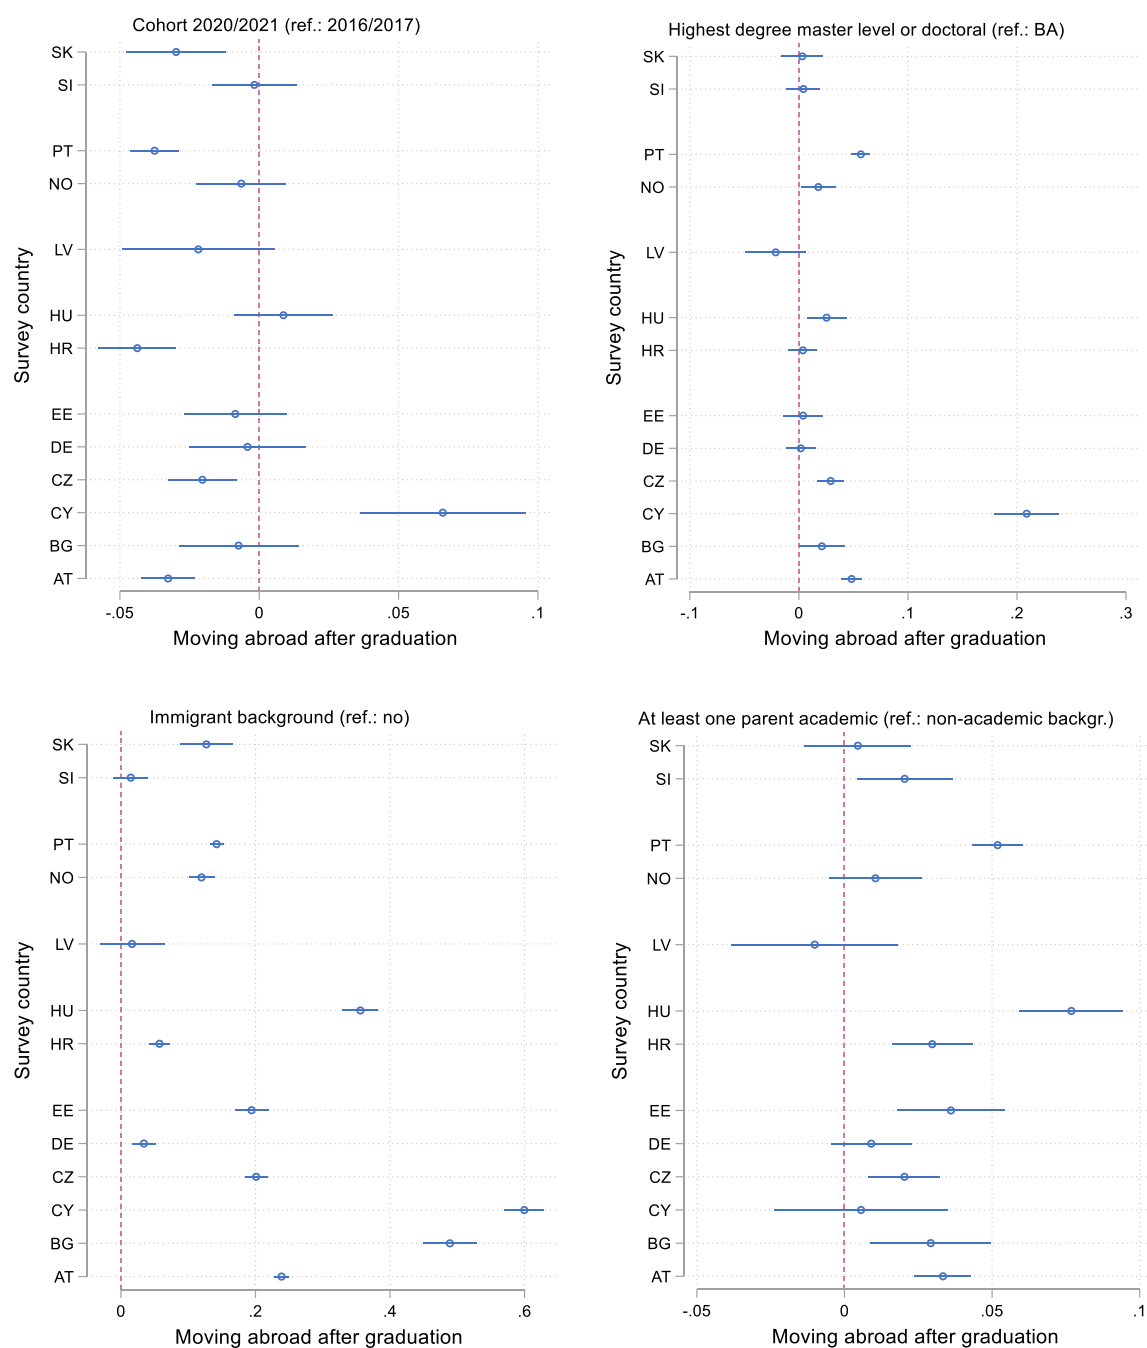 Cohort 2020/2021 (ref.: 2016/2017)
SK
SI
PT
NO
LV
HU
HR
EE
DE
CZ
CY
BG
AT
Survey country
-.05 0 .05 .1
Moving abroad after graduation
Highest degree master level or doctoral (ref.: BA)
SK
SI
PT
NO
LV
HU
HR
EE
DE
CZ
CY
BG
AT
Survey country
-.1 0 .1 .2 .3
Moving abroad after graduation
Immigrant background (ref.: no)
SK
SI
PT
NO
LV
HU
HR
EE
DE
CZ
CY
BG
AT
Survey country
0 .2 .4 .6
Moving abroad after graduation
At least one parent academic (ref.: non-academic backgr.)
SK
SI
PT
NO
LV
HU
HR
EE
DE
CZ
CY
BG
AT
Survey country
-.05 0 .05 .1
Moving abroad after graduation